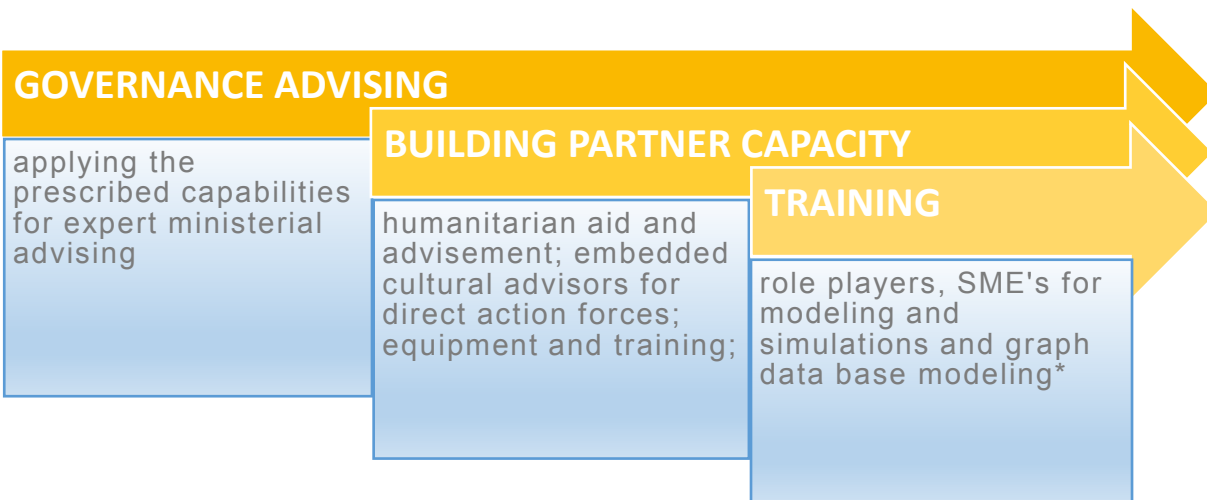 GOVERNANCE ADVISING
applying the
prescribed capabilities
for expert ministerial
advising
BUILDING PARTNER CAPACITY
humanitarian aid and
advisement; embedded
cultural advisors for
direct action forces;
equipment and training;
TRAINING
role players, SME's for
modeling and
simulations and graph
data base modeling*